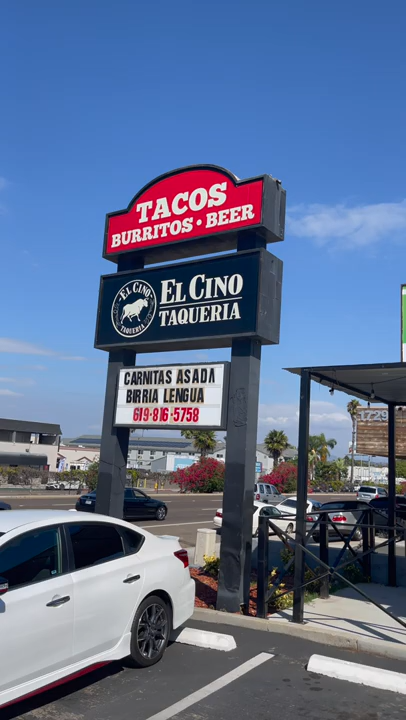 TACOS
BURRITOS • BEER
EL CINO
TAQUERIA
EL CINO
TAQUERIA
CARNITAS ASADA
BIRRIA LENGUA
619-816-5758